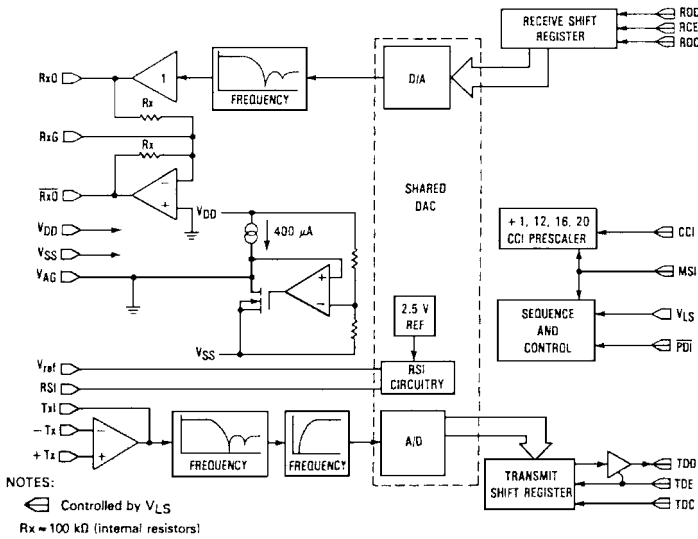 RECEIVE SHIFT
REGISTER
RDD
RCE
RDC
RxO
1
FREQUENCY
D/A
Rx
RxG
Rx
RxO
SHARED
DAC
VDD
VSS
VAG
VDD
400 μA
+
−
VSS
−
+
÷ 1, 12, 16, 20
CCI PRESCALER
CCI
MSI
2.5 V
REF
SEQUENCE
AND
CONTROL
VLS
PDI
Vref
RSI
RSI
CIRCUITRY
TxI
− Tx
+ Tx
−
+
FREQUENCY
FREQUENCY
A/D
TRANSMIT
SHIFT REGISTER
TDD
TDE
TDC
NOTES:
Controlled by VLS
Rx ≈ 100 kΩ (internal resistors)